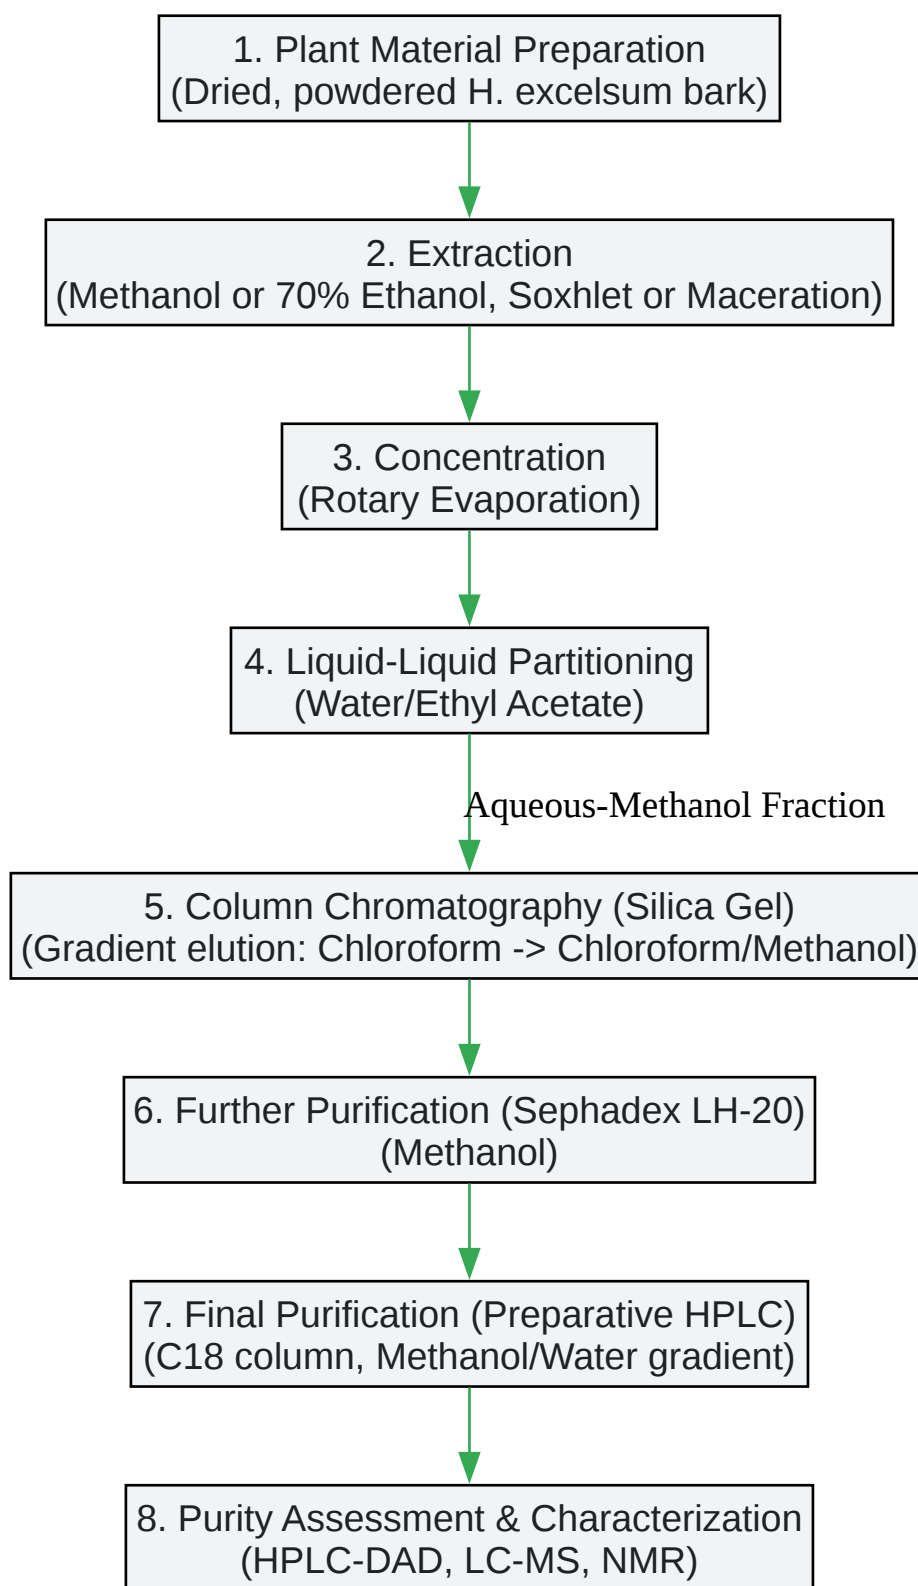 1. Plant Material Preparation
(Dried, powdered H. excelsum bark)
2. Extraction
(Methanol or 70% Ethanol, Soxhlet or Maceration)
3. Concentration
(Rotary Evaporation)
4. Liquid-Liquid Partitioning
(Water/Ethyl Acetate)
Aqueous-Methanol Fraction
5. Column Chromatography (Silica Gel)
(Gradient elution: Chloroform -> Chloroform/Methanol)
6. Further Purification (Sephadex LH-20)
(Methanol)
7. Final Purification (Preparative HPLC)
(C18 column, Methanol/Water gradient)
8. Purity Assessment & Characterization
(HPLC-DAD, LC-MS, NMR)